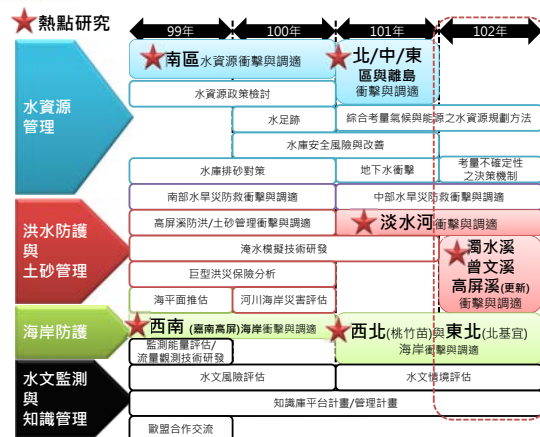 熱點研究
99年
100年
101年
102年
水資源
管理
南區水資源衝擊與調適
北/中/東
區與離島
衝擊與調適
水資源政策檢討
水足跡
綜合考量氣候與能源之水資源規劃方法
水庫安全風險與改善
水庫排砂對策
地下水衝擊
考量不確定性
之決策機制
南部水旱災防救衝擊與調適
中部水旱災防救衝擊與調適
洪水防護
與
土砂管理
高屏溪防洪/土砂管理衝擊與調適
淡水河衝擊與調適
淹水模擬技術研發
巨型洪災保險分析
濁水溪
曾文溪
高屏溪(更新)
衝擊與調適
海平面推估
河川海岸災害評估
海岸防護
西南(嘉南高屏)海岸衝擊與調適
西北(桃竹苗)與東北(北基宜)
海岸衝擊與調適
監測能量評估/
流量觀測技術研發
水文監測
與
知識管理
水文風險評估
水文情境評估
知識庫平台計畫/管理計畫
歐盟合作交流